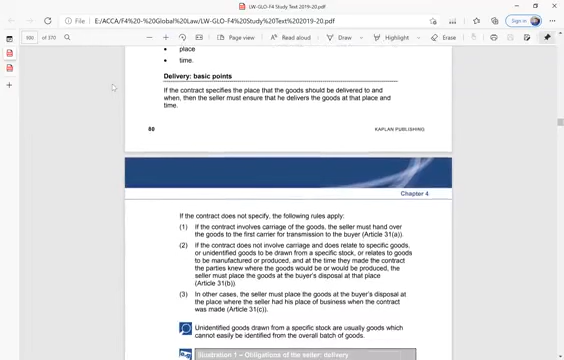 LW-GLO-F4 Study Text 2019-20.pdf
Sign in
File | E:/ACCA/F4%20-%20Global%20Law/LW-GLO-F4%20Study%20Text%202019-20.pdf
of 370
Page view
Read aloud
Draw
Highlight
Erase
• place
• time.
Delivery: basic points
If the contract specifies the place that the goods should be delivered to and
when, then the seller must ensure that he delivers the goods at that place and
time.
80
KAPLAN PUBLISHING
Chapter 4
If the contract does not specify, the following rules apply:
(1) If the contract involves carriage of the goods, the seller must hand over
the goods to the first carrier for transmission to the buyer (Article 31(a)).
(2) If the contract does not involve carriage and does relate to specific goods,
or unidentified goods to be drawn from a specific stock, or relates to goods
to be manufactured or produced, and at the time they made the contract
the parties knew where the goods would be or would be produced, the
seller must place the goods at the buyer's disposal at that place
(Article 31(b)).
(3) In other cases, the seller must place the goods at the buyer's disposal at
the place where the seller had his place of business when the contract
was made (Article 31(c)).
Unidentified goods drawn from a specific stock are usually goods which
cannot easily be identified from the overall batch of goods.
Illustration 1 – Obligations of the seller: delivery